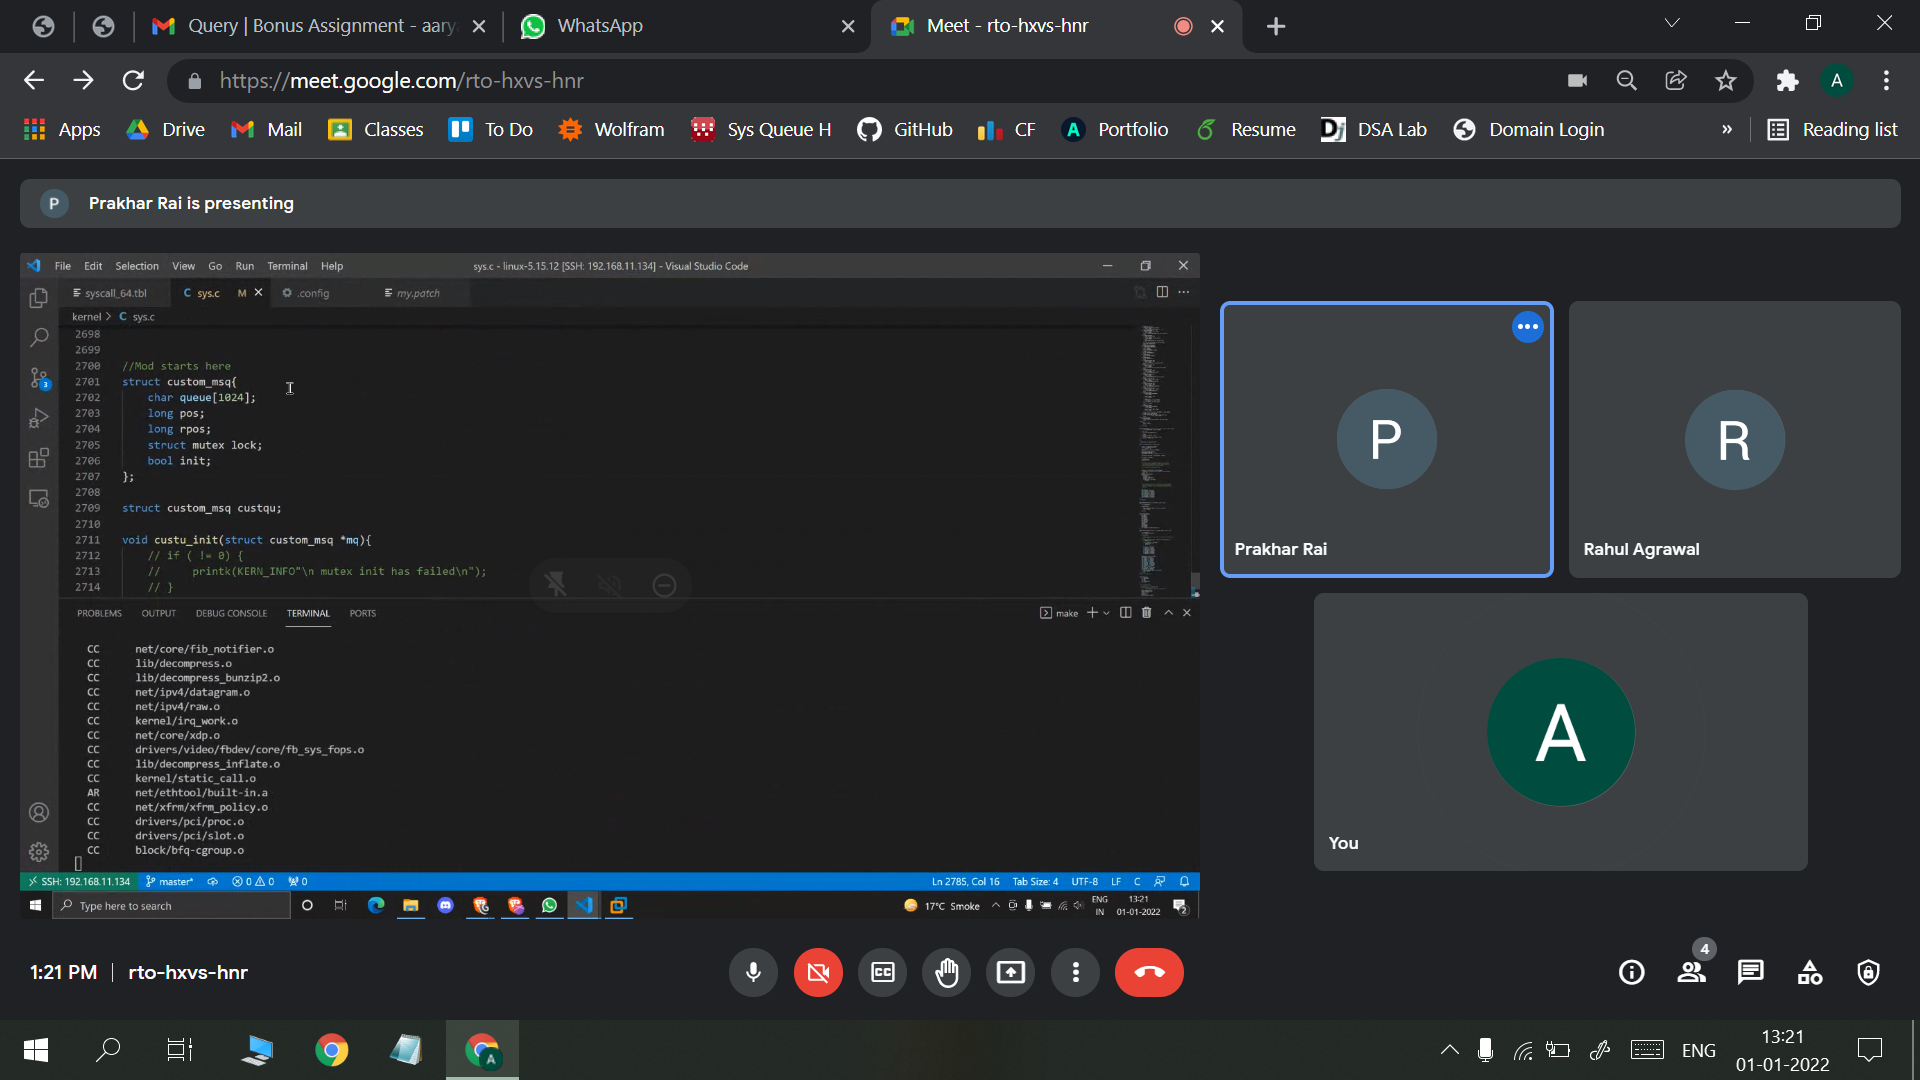 Query | Bonus Assignment - aary
WhatsApp
Meet - rto-hxvs-hnr
https://meet.google.com/rto-hxvs-hnr
A
Apps Drive Mail Classes To Do Wolfram Sys Queue H GitHub CF Portfolio Resume DSA Lab Domain Login » Reading list
P Prakhar Rai is presenting
File Edit Selection View Go Run Terminal Help
sys.c - linux-5.15.12 [SSH: 192.168.11.134] - Visual Studio Code
syscall_64.tbl C sys.c M .config my.patch
kernel > C sys.c
2698
2699
2700 //Mod starts here
2701 struct custom_msq{
2702 char queue[1024];
2703 long pos;
2704 long rpos;
2705 struct mutex lock;
2706 bool init;
2707 };
2708
2709 struct custom_msq custqu;
2710
2711 void custu_init(struct custom_msq *mq){
2712 // if ( != 0) {
2713 // printk(KERN_INFO"\n mutex init has failed\n");
2714 // }
PROBLEMS OUTPUT DEBUG CONSOLE TERMINAL PORTS
make
CC net/core/fib_notifier.o
CC lib/decompress.o
CC lib/decompress_bunzip2.o
CC net/ipv4/datagram.o
CC net/ipv4/raw.o
CC kernel/irq_work.o
CC net/core/xdp.o
CC drivers/video/fbdev/core/fb_sys_fops.o
CC lib/decompress_inflate.o
CC kernel/static_call.o
AR net/ethtool/built-in.a
CC net/xfrm/xfrm_policy.o
CC drivers/pci/proc.o
CC drivers/pci/slot.o
CC block/bfq-cgroup.o
3
SSH: 192.168.11.134 master* 0 0 0
Ln 2785, Col 16 Tab Size: 4 UTF-8 LF C
Type here to search
17°C Smoke
ENG
IN
13:21
01-01-2022
2
P
Prakhar Rai
R
Rahul Agrawal
A
You
1:21 PM | rto-hxvs-hnr
CC
4
A
ENG
13:21
01-01-2022